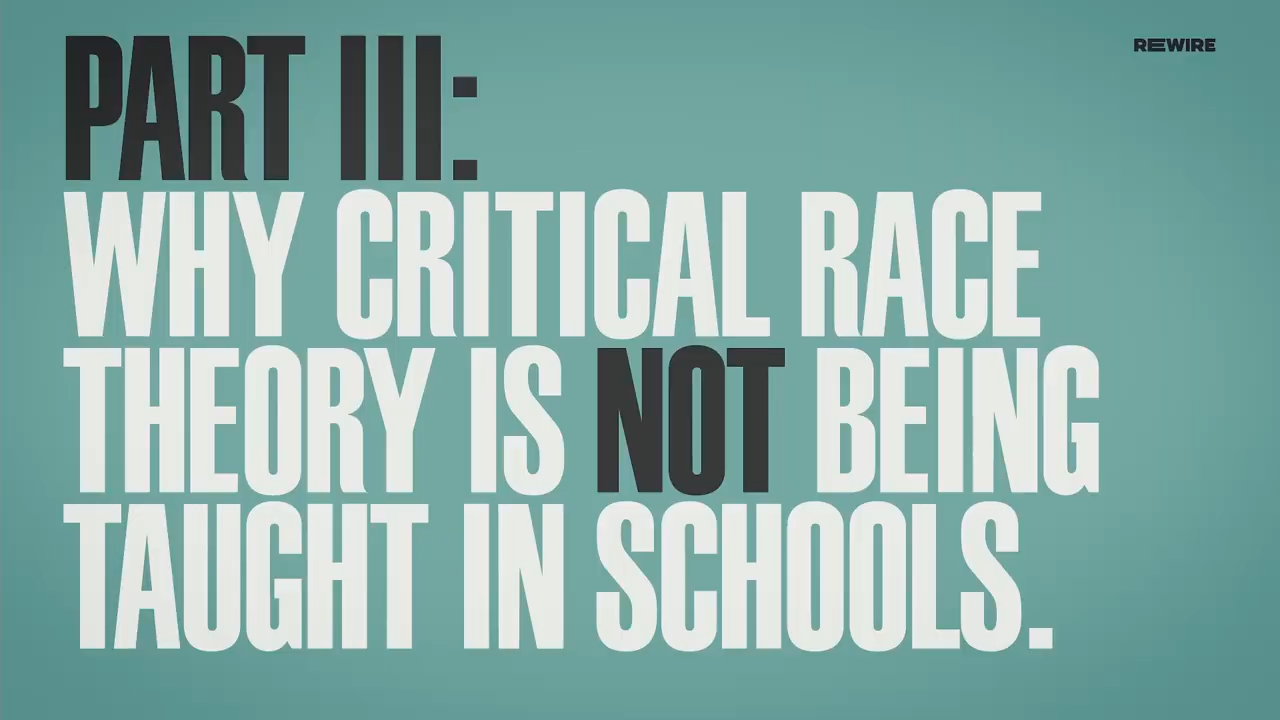 REWIRE
PART III:
WHY CRITICAL RACE
THEORY IS NOT BEING
TAUGHT IN SCHOOLS.